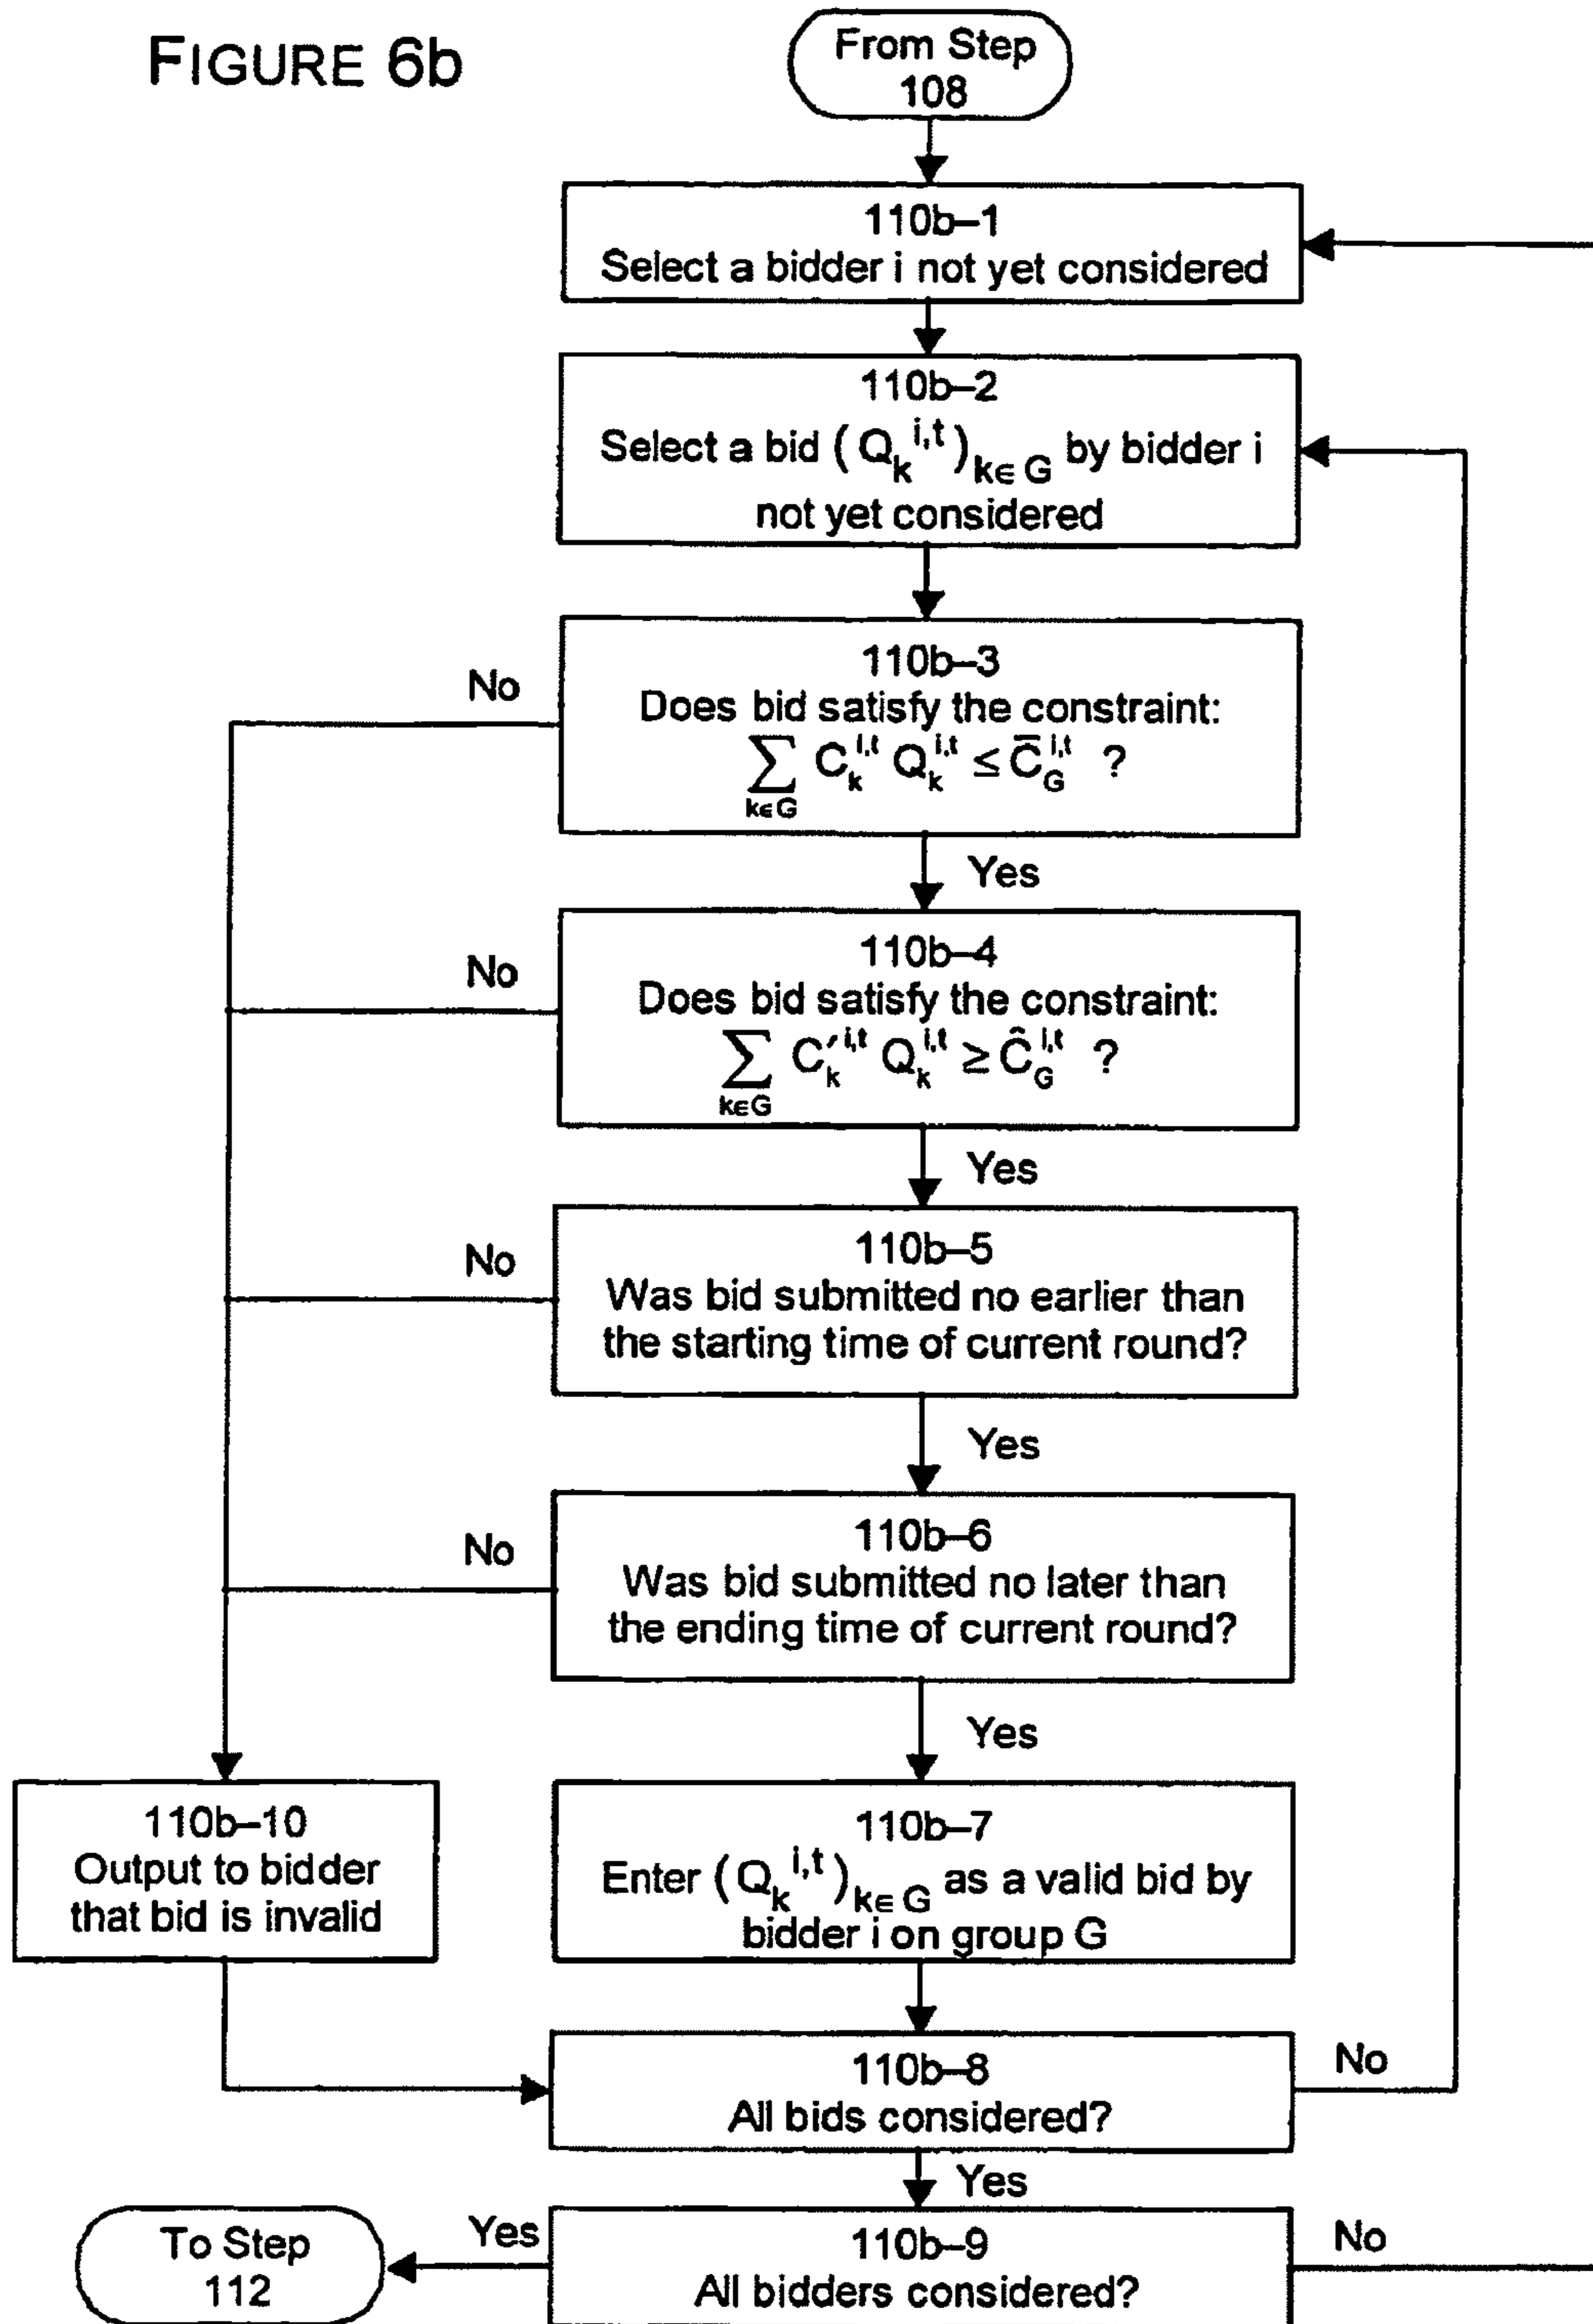 FIGURE 6b
From Step
108
110b–1
Select a bidder i not yet considered
110b–2
Select a bid (Q_k^{i,t})_{k∈G} by bidder i
not yet considered
No
110b–3
Does bid satisfy the constraint:
∑_{k∈G} C_k^{i,t} Q_k^{i,t} ≤ C̄_G^{i,t} ?
Yes
No
110b–4
Does bid satisfy the constraint:
∑_{k∈G} C′_k^{i,t} Q_k^{i,t} ≥ Ĉ_G^{i,t} ?
Yes
No
110b–5
Was bid submitted no earlier than
the starting time of current round?
Yes
No
110b–6
Was bid submitted no later than
the ending time of current round?
Yes
110b–10
Output to bidder
that bid is invalid
110b–7
Enter (Q_k^{i,t})_{k∈G} as a valid bid by
bidder i on group G
110b–8
All bids considered?
No
Yes
To Step
112
Yes
110b–9
All bidders considered?
No